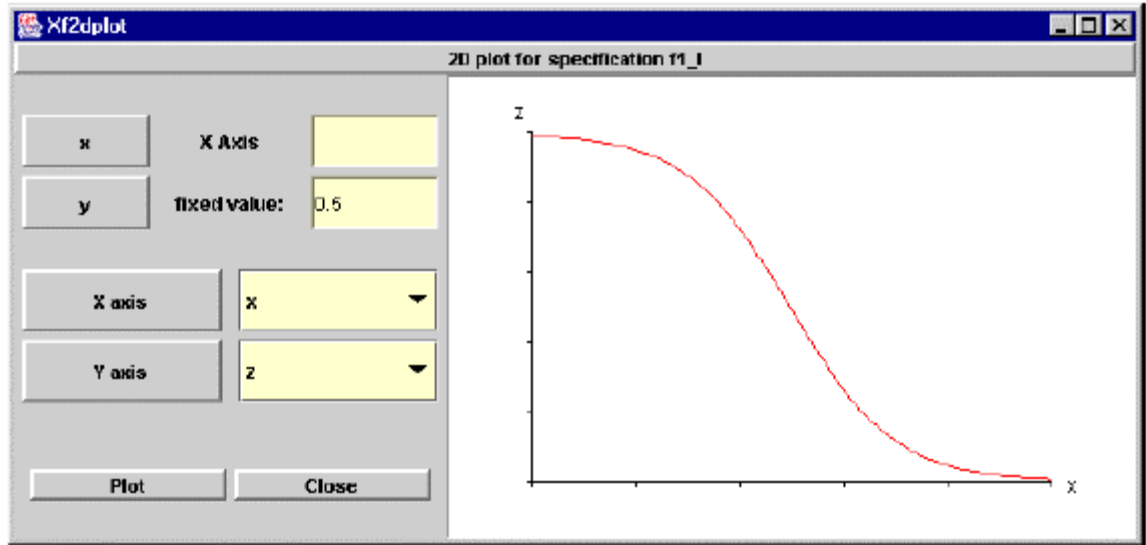 Xf2dplot
2D plot for specification f1_l
x X Axis
y fixed value: 0.5
X axis x
Y axis z
Plot Close
z
x